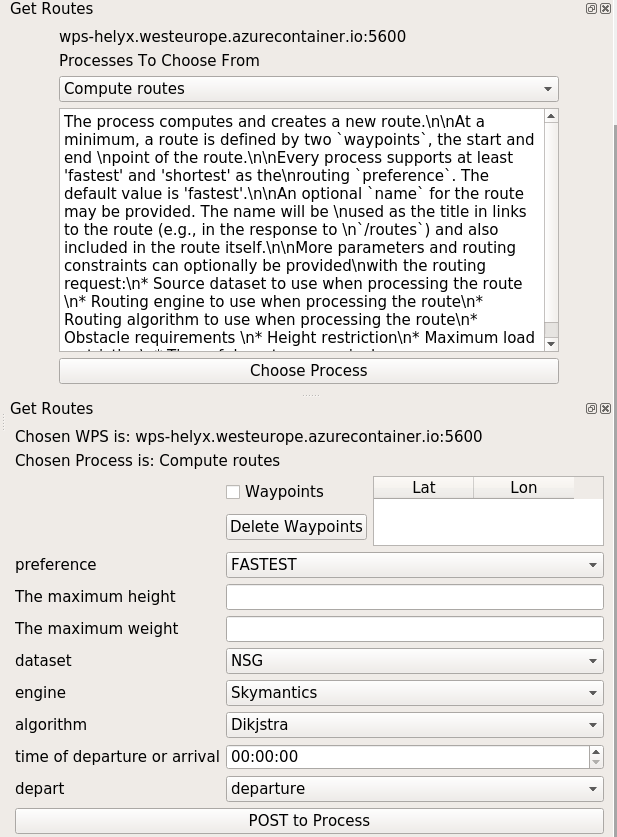 Get Routes
wps-helyx.westeurope.azurecontainer.io:5600
Processes To Choose From
Compute routes
The process computes and creates a new route.\n\nAt a
minimum, a route is defined by two `waypoints`, the start and
end \npoint of the route.\n\nEvery process supports at least
'fastest' and 'shortest' as the\nrouting `preference`. The
default value is 'fastest'.\n\nAn optional `name` for the route
may be provided. The name will be \nused as the title in links
to the route (e.g., in the response to \n`/routes`) and also
included in the route itself.\n\nMore parameters and routing
constraints can optionally be provided\nwith the routing
request:\n* Source dataset to use when processing the route
\n* Routing engine to use when processing the route\n*
Routing algorithm to use when processing the route\n*
Obstacle requirements \n* Height restriction\n* Maximum load
Choose Process
Get Routes
Chosen WPS is: wps-helyx.westeurope.azurecontainer.io:5600
Chosen Process is: Compute routes
Waypoints
Lat Lon
Delete Waypoints
preference FASTEST
The maximum height
The maximum weight
dataset NSG
engine Skymantics
algorithm Dikjstra
time of departure or arrival 00:00:00
depart departure
POST to Process